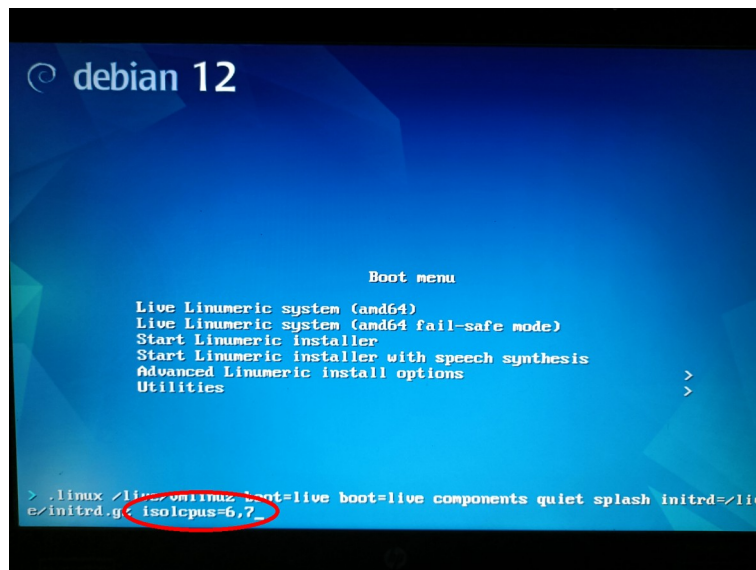 debian 12
Boot menu
Live Linumeric system (amd64)
Live Linumeric system (amd64 fail-safe mode)
Start Linumeric installer
Start Linumeric installer with speech synthesis
Advanced Linumeric install options >
Utilities >
> .linux /live/vmlinuz boot=live boot=live components quiet splash initrd=/li
e/initrd.gz isolcpus=6,7_